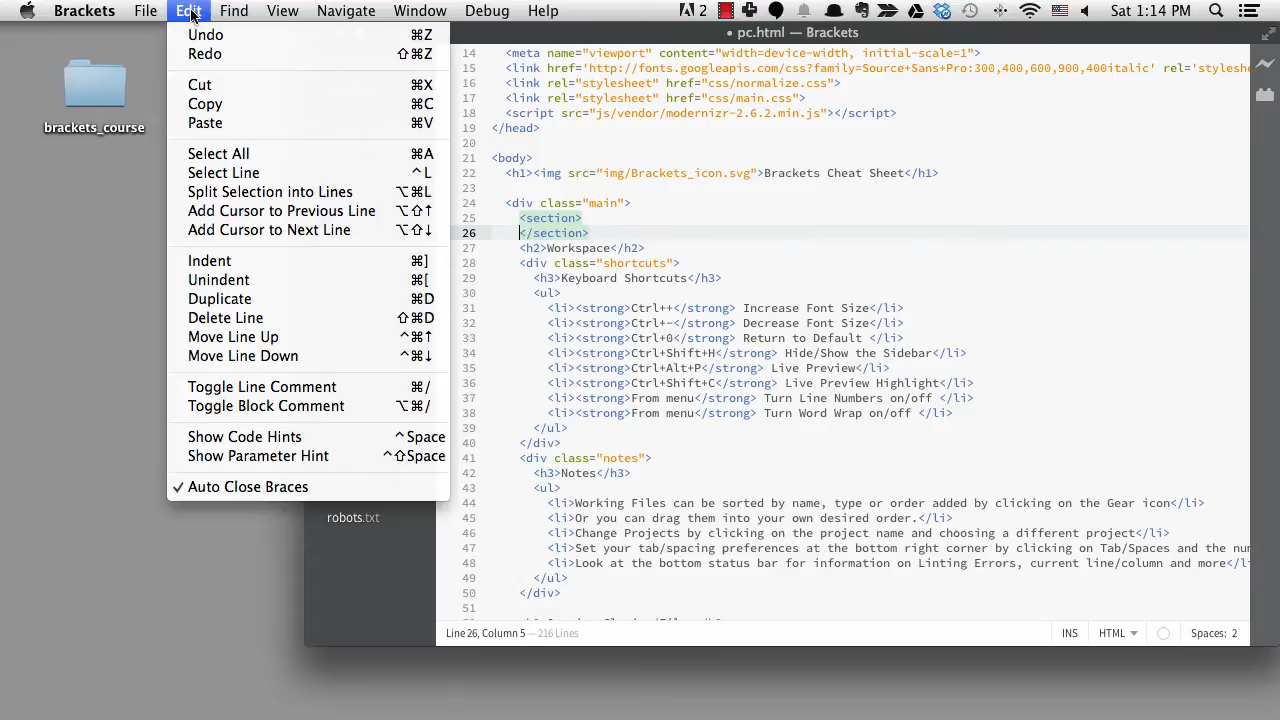 Brackets File Edit Find View Navigate Window Debug Help 2 Sat 1:14 PM
brackets_course
Undo ⌘Z
Redo ⇧⌘Z
Cut ⌘X
Copy ⌘C
Paste ⌘V
Select All ⌘A
Select Line ^L
Split Selection into Lines ⌥⌘L
Add Cursor to Previous Line ⌥⇧↑
Add Cursor to Next Line ⌥⇧↓
Indent ⌘]
Unindent ⌘[
Duplicate ⌘D
Delete Line ⇧⌘D
Move Line Up ^⌘↑
Move Line Down ^⌘↓
Toggle Line Comment ⌘/
Toggle Block Comment ⌥⌘/
Show Code Hints ^Space
Show Parameter Hint ^⇧Space
✓ Auto Close Braces
robots.txt
• pc.html — Brackets
14 <meta name="viewport" content="width=device-width, initial-scale=1">
15 <link href='http://fonts.googleapis.com/css?family=Source+Sans+Pro:300,400,600,900,400italic' rel='stylesh
16 <link rel="stylesheet" href="css/normalize.css">
17 <link rel="stylesheet" href="css/main.css">
18 <script src="js/vendor/modernizr-2.6.2.min.js"></script>
19 </head>
20
21 <body>
22 <h1><img src="img/Brackets_icon.svg">Brackets Cheat Sheet</h1>
23
24 <div class="main">
25 <section>
26 </section>
27 <h2>Workspace</h2>
28 <div class="shortcuts">
29 <h3>Keyboard Shortcuts</h3>
30 <ul>
31 <li><strong>Ctrl++</strong> Increase Font Size</li>
32 <li><strong>Ctrl+-</strong> Decrease Font Size</li>
33 <li><strong>Ctrl+0</strong> Return to Default </li>
34 <li><strong>Ctrl+Shift+H</strong> Hide/Show the Sidebar</li>
35 <li><strong>Ctrl+Alt+P</strong> Live Preview</li>
36 <li><strong>Ctrl+Shift+C</strong> Live Preview Highlight</li>
37 <li><strong>From menu</strong> Turn Line Numbers on/off </li>
38 <li><strong>From menu</strong> Turn Word Wrap on/off </li>
39 </ul>
40 </div>
41 <div class="notes">
42 <h3>Notes</h3>
43 <ul>
44 <li>Working Files can be sorted by name, type or order added by clicking on the Gear icon</li>
45 <li>Or you can drag them into your own desired order.</li>
46 <li>Change Projects by clicking on the project name and choosing a different project</li>
47 <li>Set your tab/spacing preferences at the bottom right corner by clicking on Tab/Spaces and the num
48 <li>Look at the bottom status bar for information on Linting Errors, current line/column and more</li>
49 </ul>
50 </div>
51
Line 26, Column 5 — 216 Lines INS HTML Spaces: 2